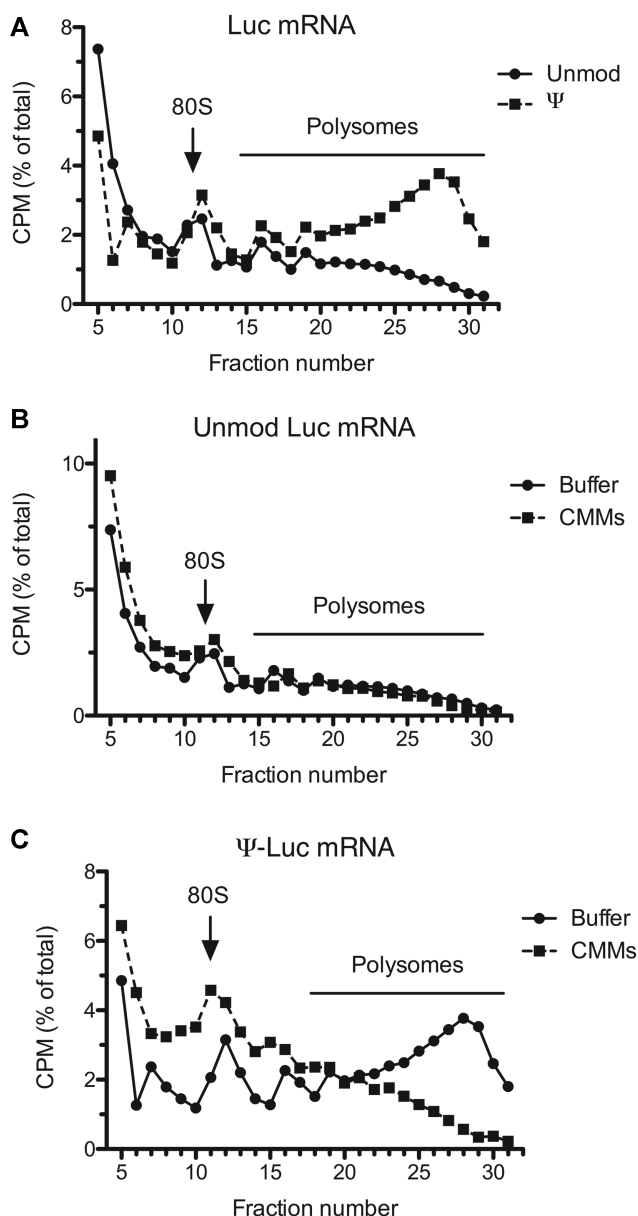 A
Luc mRNA
CPM (% of total)
8
6
4
2
0
80S
Polysomes
Unmod
Ψ
5 10 15 20 25 30
Fraction number
B
Unmod Luc mRNA
CPM (% of total)
10
5
0
80S
Polysomes
Buffer
CMMs
5 10 15 20 25 30
Fraction number
C
Ψ-Luc mRNA
CPM (% of total)
8
6
4
2
0
80S
Polysomes
Buffer
CMMs
5 10 15 20 25 30
Fraction number